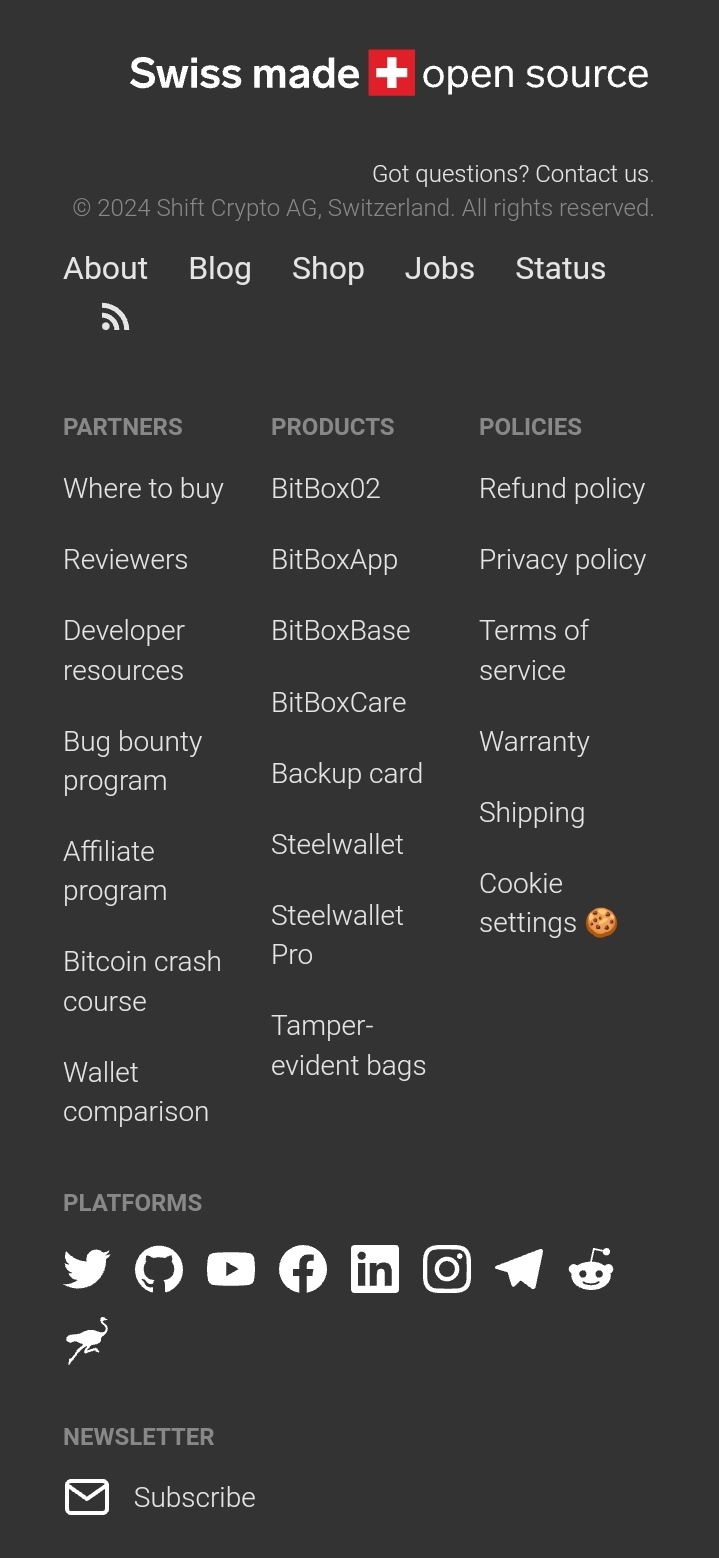 Swiss made open source
Got questions? Contact us.
© 2024 Shift Crypto AG, Switzerland. All rights reserved.
About Blog Shop Jobs Status
PARTNERS
Where to buy
Reviewers
Developer
resources
Bug bounty
program
Affiliate
program
Bitcoin crash
course
Wallet
comparison
PRODUCTS
BitBox02
BitBoxApp
BitBoxBase
BitBoxCare
Backup card
Steelwallet
Steelwallet
Pro
Tamper-
evident bags
POLICIES
Refund policy
Privacy policy
Terms of
service
Warranty
Shipping
Cookie
settings 🍪
PLATFORMS
NEWSLETTER
Subscribe